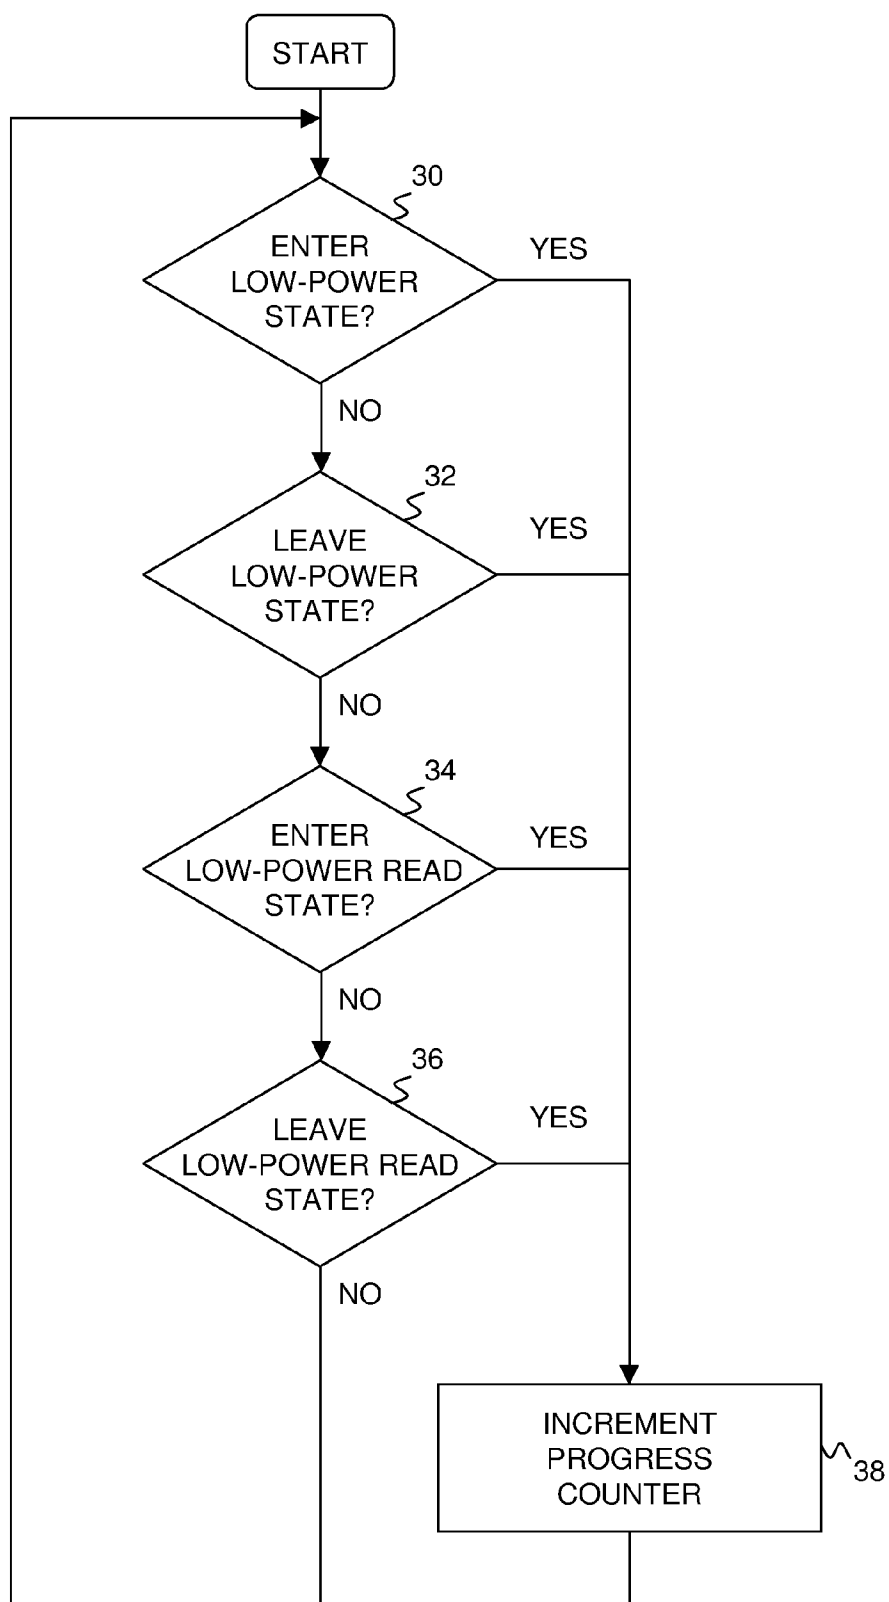 START
30
ENTER
LOW-POWER
STATE?
YES
NO
32
LEAVE
LOW-POWER
STATE?
YES
NO
34
ENTER
LOW-POWER READ
STATE?
YES
NO
36
LEAVE
LOW-POWER READ
STATE?
YES
NO
INCREMENT
PROGRESS
COUNTER
38